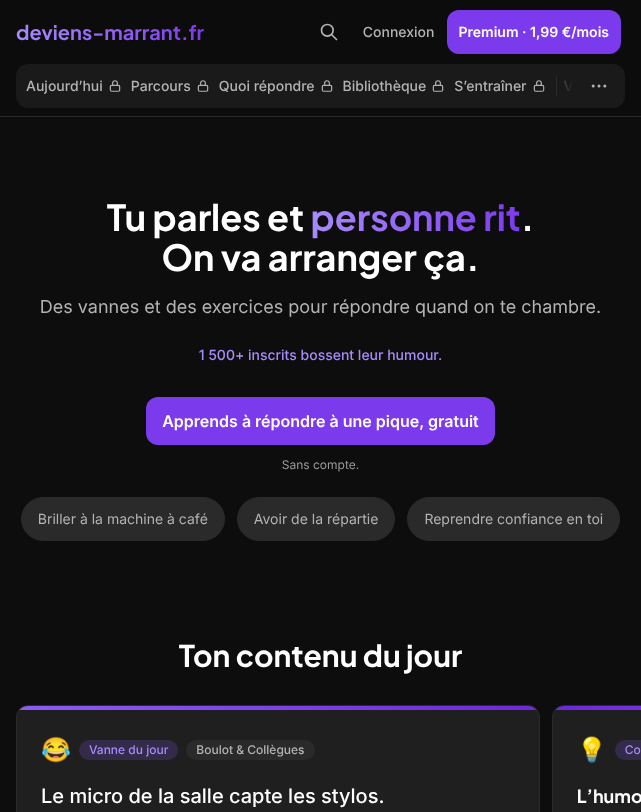 deviens-marrant.fr
Connexion
Premium · 1,99 €/mois
Aujourd’hui
Parcours
Quoi répondre
Bibliothèque
S’entraîner
Tu parles et personne rit.
On va arranger ça.
Des vannes et des exercices pour répondre quand on te chambre.
1 500+ inscrits bossent leur humour.
Apprends à répondre à une pique, gratuit
Sans compte.
Briller à la machine à café
Avoir de la répartie
Reprendre confiance en toi
Ton contenu du jour
Vanne du jour
Boulot & Collègues
Le micro de la salle capte les stylos.